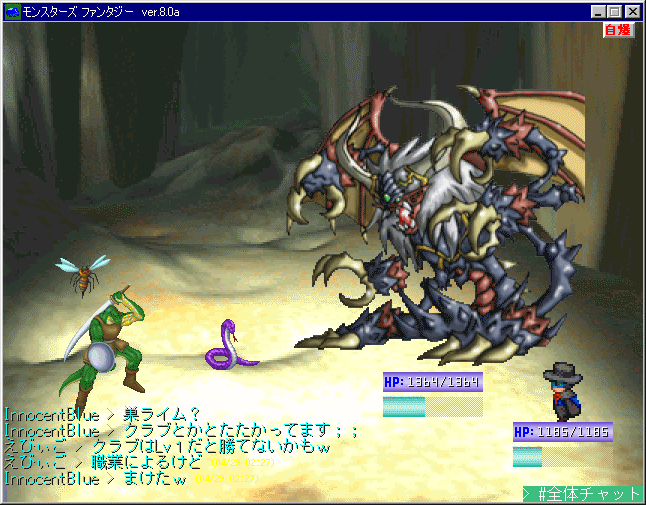 モンスターズ ファンタジー ver.8.0a
自爆
HP:1364/1364
HP:1185/1185
InnocentBlue > 巣ライム？
InnocentBlue > クラブとかとたたかってます；；
えびぃご > クラブはLv１だと勝てないかもｗ
えびぃご > 職業によるけど
InnocentBlue > まけたｗ
> #全体チャット